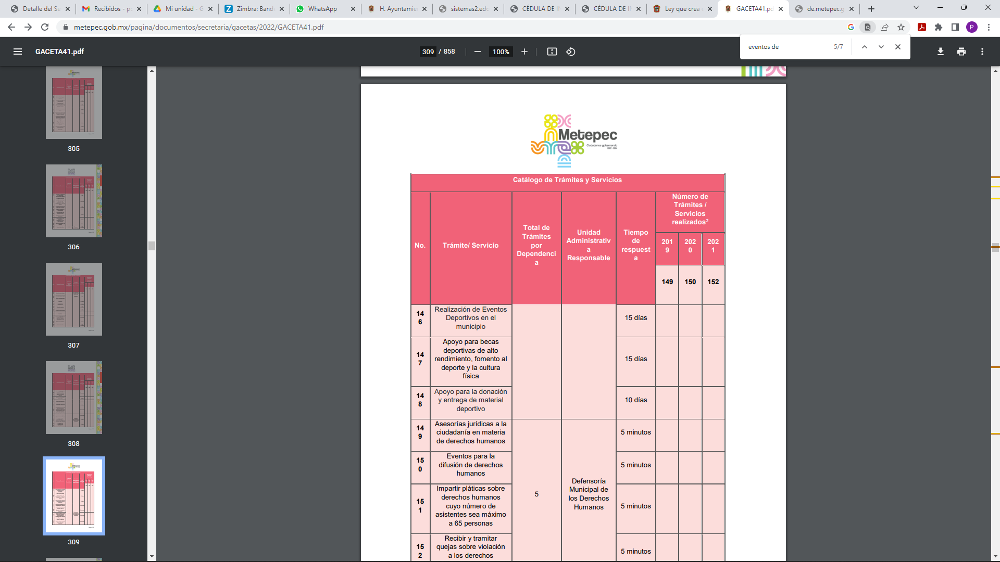 Detalle del Se
Recibidos - po
Mi unidad - G
Zimbra: Band
WhatsApp
H. Ayuntamie
sistemas2.edo
CÉDULA DE I
CÉDULA DE I
Ley que crea
GACETA41.pd
de.metepec.g
metepec.gob.mx/pagina/documentos/secretaria/gacetas/2022/GACETA41.pdf
P
GACETA41.pdf
309 / 858
100%
eventos de
5/7
305
306
307
308
309
Metepec
Ciudadanos gobernando
2022 - 2024
Catálogo de Trámites y Servicios
No.
Trámite/ Servicio
Total de
Trámites
por
Dependenci
a
Unidad
Administrativ
a
Responsable
Tiempo
de
respuest
a
Número de
Trámites /
Servicios
realizados²
201
9
202
0
202
1
149
150
152
14
6
Realización de Eventos
Deportivos en el
municipio
15 días
14
7
Apoyo para becas
deportivas de alto
rendimiento, fomento al
deporte y la cultura
física
15 días
14
8
Apoyo para la donación
y entrega de material
deportivo
10 días
14
9
Asesorías jurídicas a la
ciudadanía en materia
de derechos humanos
5 minutos
15
0
Eventos para la
difusión de derechos
humanos
5 minutos
15
1
Impartir pláticas sobre
derechos humanos
cuyo número de
asistentes sea máximo
a 65 personas
5
Defensoría
Municipal de
los Derechos
Humanos
5 minutos
15
2
Recibir y tramitar
quejas sobre violación
a los derechos
5 minutos